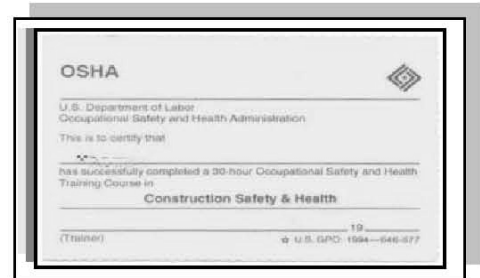 OSHA
U.S. Department of Labor
Occupational Safety and Health Administration
This is to certify that
has successfully completed a 30-hour Occupational Safety and Health
Training Course in
Construction Safety & Health
19
(Trainer) ☆ U.S. GPO: 1994—646-577